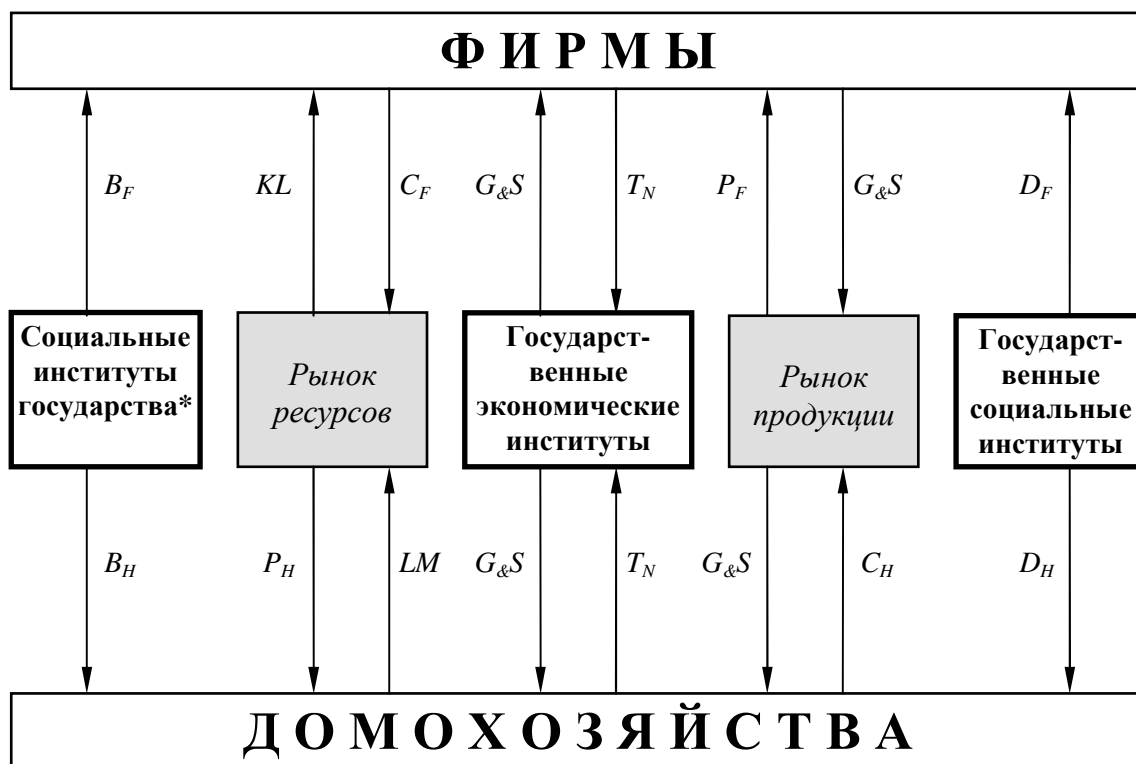 ФИРМЫ
B_F KL C_F G_&S T_N P_F G_&S D_F
Социальные
институты
государства*
Рынок
ресурсов
Государст-
венные
экономические
институты
Рынок
продукции
Государст-
венные
социальные
институты
B_H P_H LM G_&S T_N G_&S C_H D_H
ДОМОХОЗЯЙСТВА